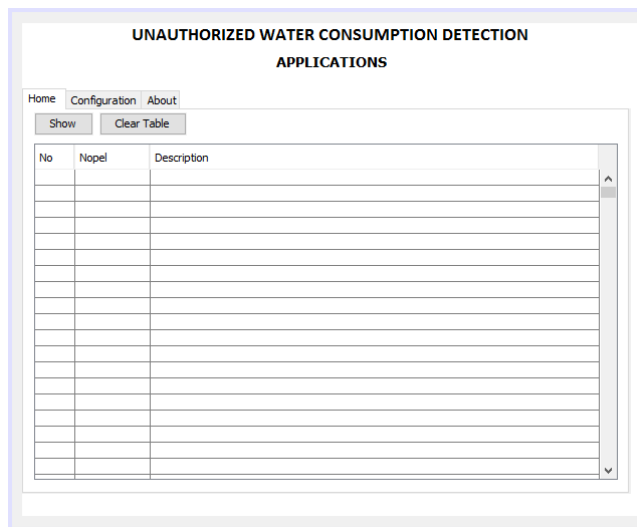 UNAUTHORIZED WATER CONSUMPTION DETECTION
APPLICATIONS
Home Configuration About
Show Clear Table
No Nopel Description